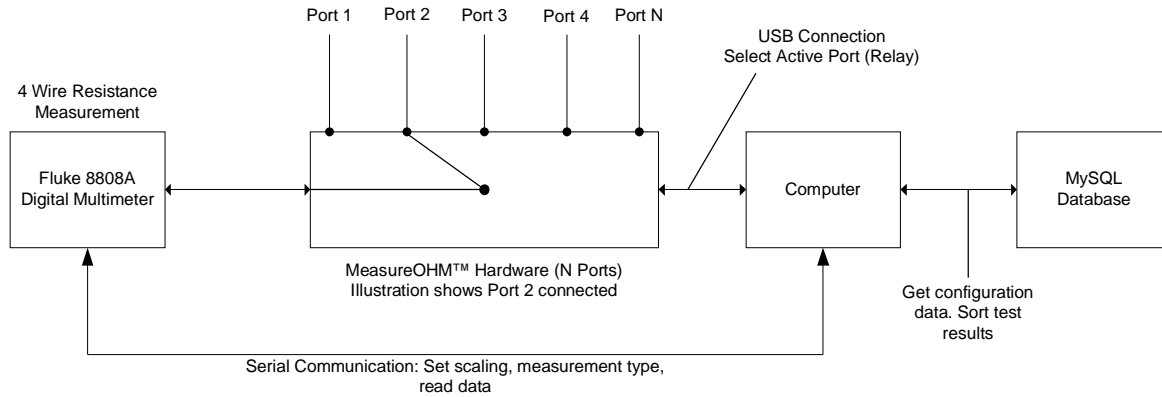 Port 1
Port 2
Port 3
Port 4
Port N
USB Connection
Select Active Port (Relay)
4 Wire Resistance
Measurement
Fluke 8808A
Digital Multimeter
Computer
MySQL
Database
MeasureOHM™ Hardware (N Ports)
Illustration shows Port 2 connected
Get configuration
data. Sort test
results
Serial Communication: Set scaling, measurement type,
read data